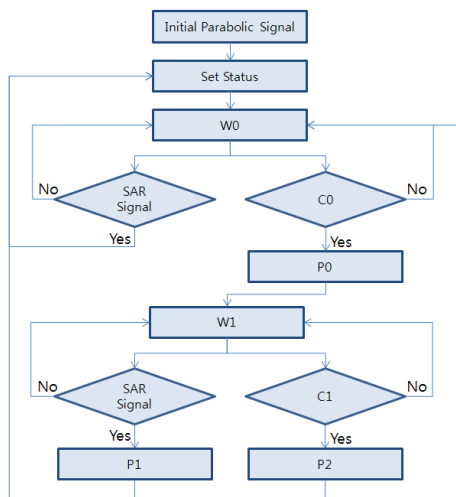 Initial Parabolic Signal
Set Status
W0
SAR
Signal
No
Yes
C0
No
Yes
P0
W1
SAR
Signal
No
Yes
C1
No
Yes
P1
P2